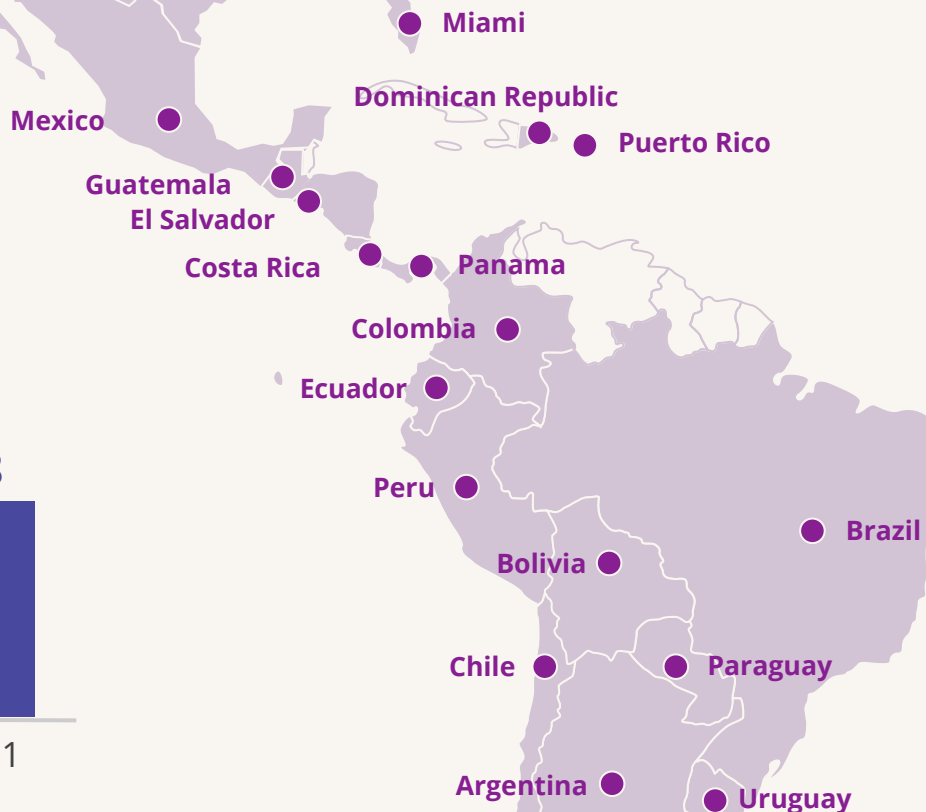 Miami
Dominican Republic
Mexico
Puerto Rico
Guatemala
El Salvador
Costa Rica
Panama
Colombia
Ecuador
Peru
Brazil
Bolivia
Chile
Paraguay
1
Argentina
Uruguay